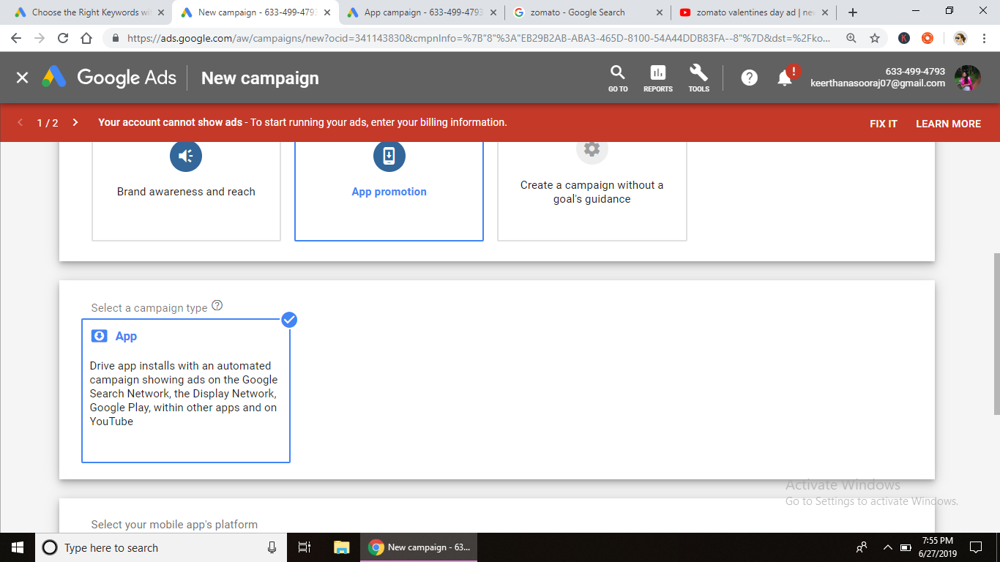 Choose the Right Keywords wi
New campaign - 633-499-479
App campaign - 633-499-4793
zomato - Google Search
zomato valentines day ad | ne
https://ads.google.com/aw/campaigns/new?ocid=341143830&cmpnInfo=%7B"8"%3A"EB29B2AB-ABA3-465D-8100-54A44DDB83FA--8"%7D&dst=%2Fko...
K
Google Ads
New campaign
GO TO
REPORTS
TOOLS
?
!
633-499-4793
keerthanasooraj07@gmail.com
1 / 2
Your account cannot show ads - To start running your ads, enter your billing information.
FIX IT
LEARN MORE
Brand awareness and reach
App promotion
Create a campaign without a
goal's guidance
Select a campaign type ?
App
Drive app installs with an automated
campaign showing ads on the Google
Search Network, the Display Network,
Google Play, within other apps and on
YouTube
Activate Windows
Go to Settings to activate Windows.
Select your mobile app's platform
Type here to search
New campaign - 63...
7:55 PM
6/27/2019